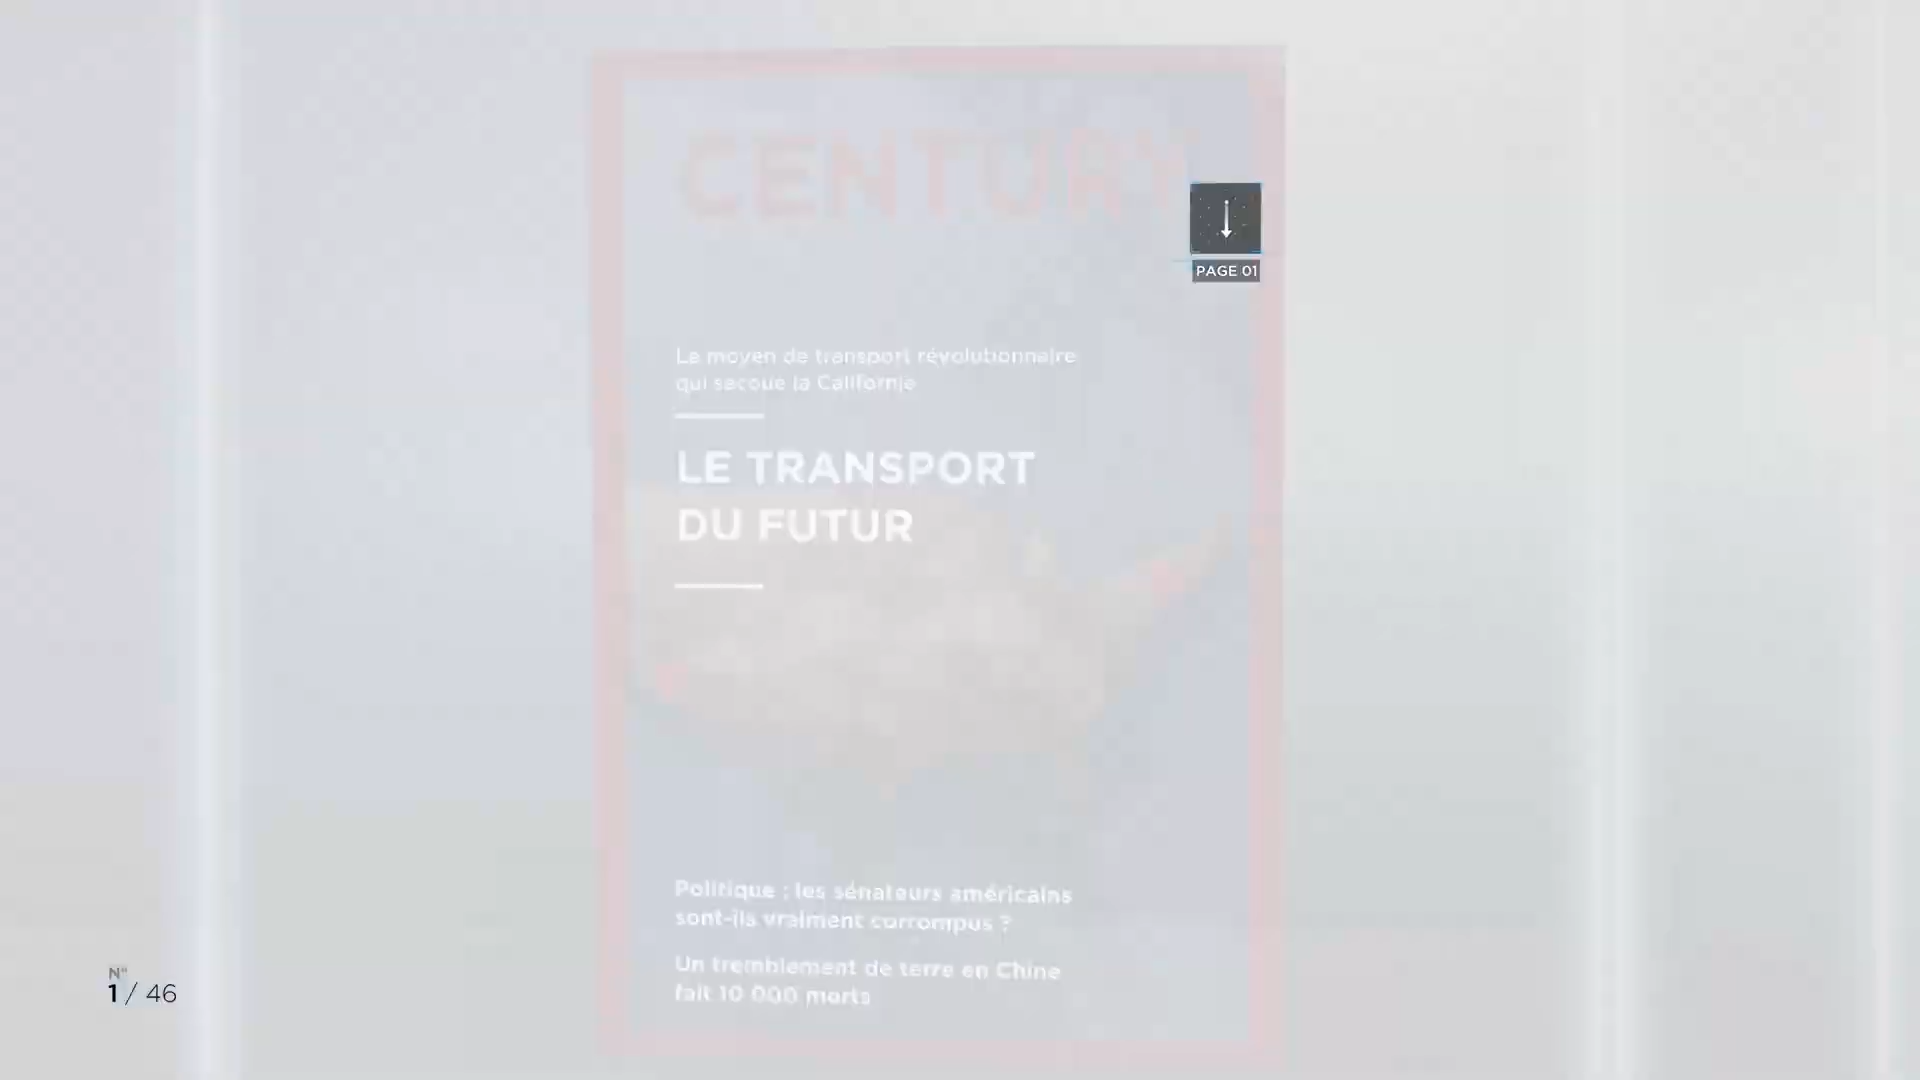 CENTURY
PAGE 01
Le moyen de transport révolutionnaire
qui secoue la Californie
LE TRANSPORT
DU FUTUR
Politique : les sénateurs américains
sont-ils vraiment corrompus ?
Un tremblement de terre en Chine
fait 10 000 morts
N°
1 / 46